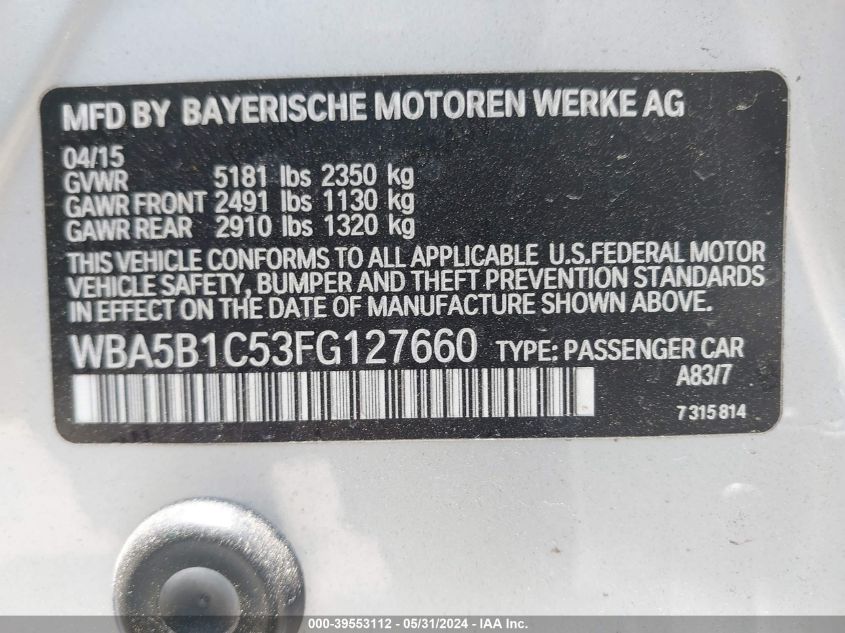 MFD BY BAYERISCHE MOTOREN WERKE AG
04/15
GVWR 5181 lbs 2350 kg
GAWR FRONT 2491 lbs 1130 kg
GAWR REAR 2910 lbs 1320 kg
THIS VEHICLE CONFORMS TO ALL APPLICABLE U.S.FEDERAL MOTOR
VEHICLE SAFETY, BUMPER AND THEFT PREVENTION STANDARDS
IN EFFECT ON THE DATE OF MANUFACTURE SHOWN ABOVE.
WBA5B1C53FG127660 TYPE: PASSENGER CAR
A83/7
7 315 814
000-39553112 - 05/31/2024 - IAA Inc.